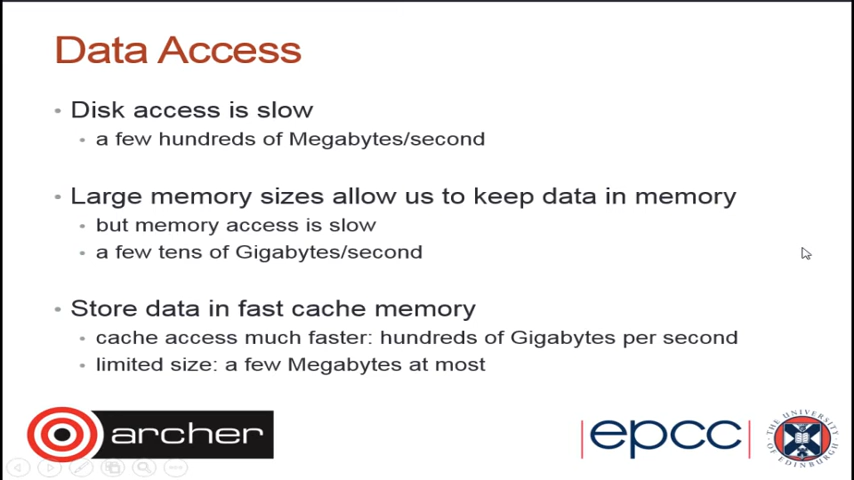 Data Access
• Disk access is slow
• a few hundreds of Megabytes/second
• Large memory sizes allow us to keep data in memory
• but memory access is slow
• a few tens of Gigabytes/second
• Store data in fast cache memory
• cache access much faster: hundreds of Gigabytes per second
• limited size: a few Megabytes at most
archer
epcc
THE UNIVERSITY OF EDINBURGH